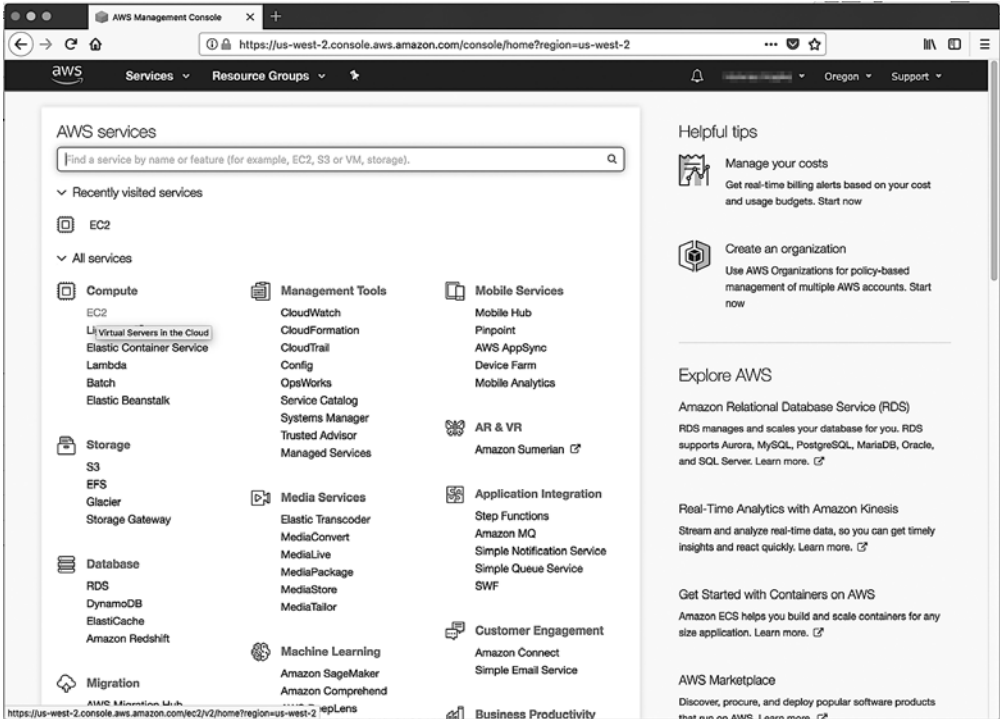 AWS Management Console
https://us-west-2.console.aws.amazon.com/console/home?region=us-west-2
aws
Services
Resource Groups
Oregon
Support
AWS services
Find a service by name or feature (for example, EC2, S3 or VM, storage).
Recently visited services
EC2
All services
Compute
EC2
Virtual Servers in the Cloud
Elastic Container Service
Lambda
Batch
Elastic Beanstalk
Storage
S3
EFS
Glacier
Storage Gateway
Database
RDS
DynamoDB
ElastiCache
Amazon Redshift
Migration
AWS Migration Hub
Management Tools
CloudWatch
CloudFormation
CloudTrail
Config
OpsWorks
Service Catalog
Systems Manager
Trusted Advisor
Managed Services
Media Services
Elastic Transcoder
MediaConvert
MediaLive
MediaPackage
MediaStore
MediaTailor
Machine Learning
Amazon SageMaker
Amazon Comprehend
Mobile Services
Mobile Hub
Pinpoint
AWS AppSync
Device Farm
Mobile Analytics
AR & VR
Amazon Sumerian
Application Integration
Step Functions
Amazon MQ
Simple Notification Service
Simple Queue Service
SWF
Customer Engagement
Amazon Connect
Simple Email Service
Business Productivity
Helpful tips
Manage your costs
Get real-time billing alerts based on your cost
and usage budgets. Start now
Create an organization
Use AWS Organizations for policy-based
management of multiple AWS accounts. Start
now
Explore AWS
Amazon Relational Database Service (RDS)
RDS manages and scales your database for you. RDS
supports Aurora, MySQL, PostgreSQL, MariaDB, Oracle,
and SQL Server. Learn more.
Real-Time Analytics with Amazon Kinesis
Stream and analyze real-time data, so you can get timely
insights and react quickly. Learn more.
Get Started with Containers on AWS
Amazon ECS helps you build and scale containers for any
size application. Learn more.
AWS Marketplace
Discover, procure, and deploy popular software products
that run on AWS. Learn more.
https://us-west-2.console.aws.amazon.com/ec2/v2/home?region=us-west-2